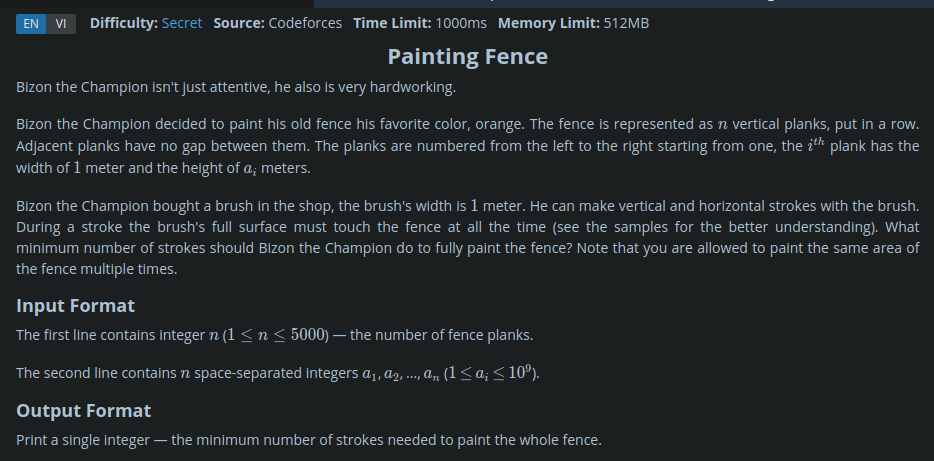 EN VI Difficulty: Secret Source: Codeforces Time Limit: 1000ms Memory Limit: 512MB
Painting Fence
Bizon the Champion isn't just attentive, he also is very hardworking.
Bizon the Champion decided to paint his old fence his favorite color, orange. The fence is represented as n vertical planks, put in a row.
Adjacent planks have no gap between them. The planks are numbered from the left to the right starting from one, the i^th plank has the
width of 1 meter and the height of a_i meters.
Bizon the Champion bought a brush in the shop, the brush's width is 1 meter. He can make vertical and horizontal strokes with the brush.
During a stroke the brush's full surface must touch the fence at all the time (see the samples for the better understanding). What
minimum number of strokes should Bizon the Champion do to fully paint the fence? Note that you are allowed to paint the same area of
the fence multiple times.
Input Format
The first line contains integer n (1 ≤ n ≤ 5000) — the number of fence planks.
The second line contains n space-separated integers a_1, a_2, ..., a_n (1 ≤ a_i ≤ 10^9).
Output Format
Print a single integer — the minimum number of strokes needed to paint the whole fence.